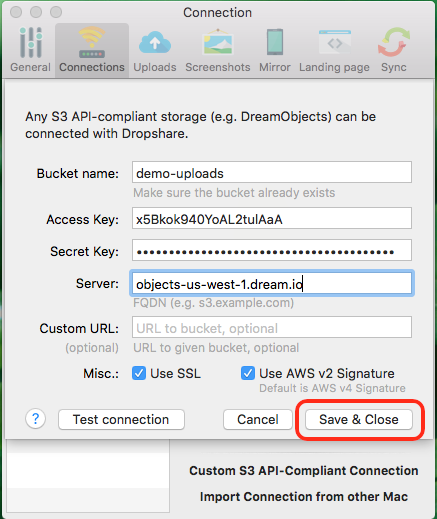 Connection
General Connections Uploads Screenshots Mirror Landing page Sync
Any S3 API-compliant storage (e.g. DreamObjects) can be
connected with Dropshare.
Bucket name: demo-uploads
Make sure the bucket already exists
Access Key: x5Bkok940YoAL2tulAaA
Secret Key: ••••••••••••••••••••••••••••••••••••••••
Server: objects-us-west-1.dream.io
FQDN (e.g. s3.example.com)
Custom URL: URL to bucket, optional
(optional) URL to given bucket, optional
Misc.: Use SSL Use AWS v2 Signature
Default is AWS v4 Signature
? Test connection Cancel Save & Close
Custom S3 API-Compliant Connection
Import Connection from other Mac